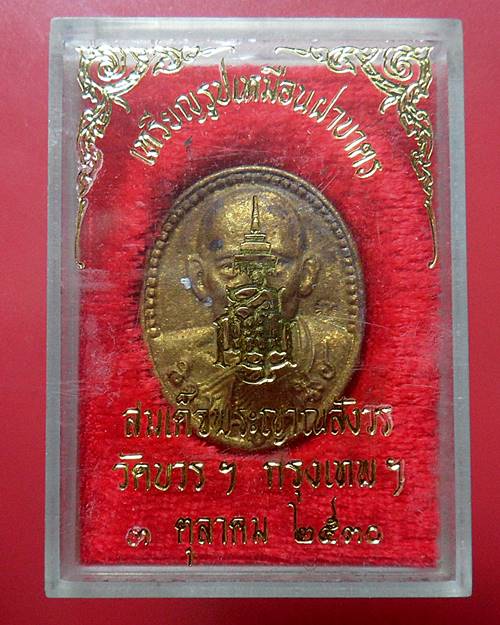 เหรียญรูปเหมือนฝาบาตร
สมเด็จพระญาณสังวร
วัดบวร ฯ กรุงเทพ ฯ
๓ ตุลาคม ๒๕๓๐